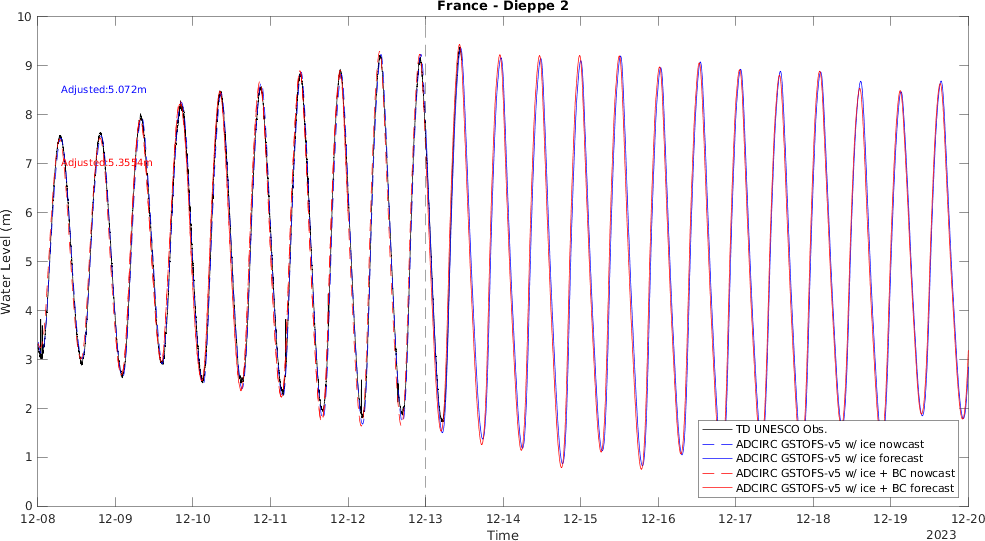 France - Dieppe 2
10
9
8
7
6
5
4
3
2
1
0
Water Level (m)
Adjusted:5.072m
Adjusted:5.3554m
TD UNESCO Obs.
ADCIRC GSTOFS-v5 w/ ice nowcast
ADCIRC GSTOFS-v5 w/ ice forecast
ADCIRC GSTOFS-v5 w/ ice + BC nowcast
ADCIRC GSTOFS-v5 w/ ice + BC forecast
12-08 12-09 12-10 12-11 12-12 12-13 12-14 12-15 12-16 12-17 12-18 12-19 12-20
Time
2023